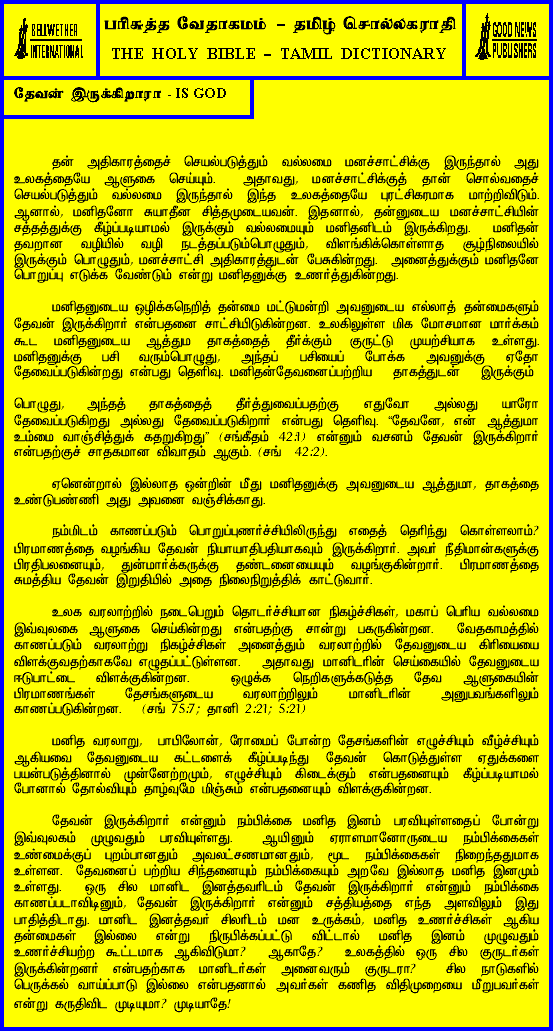 BELLWETHER
INTERNATIONAL
பரிசுத்த வேதாகமம் – தமிழ் சொல்லகராதி
THE HOLY BIBLE – TAMIL DICTIONARY
GOOD NEWS
PUBLISHERS
தேவன் இருக்கிறாரா - IS GOD
தன் அதிகாரத்தைச் செயல்படுத்தும் வல்லமை மனச்சாட்சிக்கு இருந்தால் அது
உலகத்தையே ஆளுகை செய்யும். அதாவது, மனச்சாட்சிக்குத் தான் சொல்வதைச்
செயல்படுத்தும் வல்லமை இருந்தால் இந்த உலகத்தையே புரட்சிகரமாக மாற்றிவிடும்.
ஆனால், மனிதனோ சுயாதீன சித்தமுடையவன். இதனால், தன்னுடைய மனச்சாட்சியின்
சத்தத்துக்கு கீழ்ப்படியாமல் இருக்கும் வல்லமையும் மனிதனிடம் இருக்கிறது. மனிதன்
தவறான வழியில் வழி நடத்தப்படும்பொழுதும், விளங்கிக்கொள்ளாத சூழ்நிலையில்
இருக்கும் பொழுதும், மனச்சாட்சி அதிகாரத்துடன் பேசுகின்றது. அனைத்துக்கும் மனிதனே
பொறுப்பு எடுக்க வேண்டும் என்று மனிதனுக்கு உணர்த்துகின்றது.
மனிதனுடைய ஒழிக்கநெறித் தன்மை மட்டுமன்றி அவனுடைய எல்லாத் தன்மைகளும்
தேவன் இருக்கிறார் என்பதனை சாட்சியிடுகின்றன. உலகிலுள்ள மிக மோசமான மார்க்கம்
கூட மனிதனுடைய ஆத்தும தாகத்தைத் தீர்க்கும் குருட்டு முயற்சியாக உள்ளது.
மனிதனுக்கு பசி வரும்பொழுது, அந்தப் பசியைப் போக்க அவனுக்கு ஏதோ
தேவைப்படுகின்றது என்பது தெளிவு. மனிதன்தேவனைப்பற்றிய தாகத்துடன் இருக்கும்
பொழுது, அந்தத் தாகத்தைத் தீர்த்துவைப்பதற்கு எதுவோ அல்லது யாரோ
தேவைப்படுகிறது அல்லது தேவைப்படுகிறார் என்பது தெளிவு. “தேவனே, என் ஆத்துமா
உம்மை வாஞ்சித்துக் கதறுகிறது” (சங்கீதம் 42:1) என்னும் வசனம் தேவன் இருக்கிறார்
என்பதற்குச் சாதகமான விவாதம் ஆகும். (சங் 42:2).
ஏனென்றால் இல்லாத ஒன்றின் மீது மனிதனுக்கு அவனுடைய ஆத்துமா, தாகத்தை
உண்டுபண்ணி அது அவனை வஞ்சிக்காது.
நம்மிடம் காணப்படும் பொறுப்புணர்ச்சியிலிருந்து எதைத் தெரிந்து கொள்ளலாம்?
பிரமாணத்தை வழங்கிய தேவன் நியாயாதிபதியாகவும் இருக்கிறார். அவர் நீதிமான்களுக்கு
பிரதிபலனையும், துன்மார்க்கருக்கு தண்டனையையும் வழங்குகின்றார். பிரமாணத்தை
சுமத்திய தேவன் இறுதியில் அதை நிலைநிறுத்திக் காட்டுவார்.
உலக வரலாற்றில் நடைபெறும் தொடர்ச்சியான நிகழ்ச்சிகள், மகாப் பெரிய வல்லமை
இவ்வுலகை ஆளுகை செய்கின்றது என்பதற்கு சான்று பகருகின்றன. வேதகாமத்தில்
காணப்படும் வரலாற்று நிகழ்ச்சிகள் அனைத்தும் வரலாற்றில் தேவனுடைய கிரியையை
விளக்குவதற்காகவே எழுதப்பட்டுள்ளன. அதாவது மானிடரின் செய்கையில் தேவனுடைய
ஈடுபாட்டை விளக்குகின்றன. ஒழுக்க நெறிகளுக்கடுத்த தேவ ஆளுகையின்
பிரமாணங்கள் தேசங்களுடைய வரலாற்றிலும் மானிடரின் அனுபவங்களிலும்
காணப்படுகின்றன. (சங் 75:7; தானி 2:21; 5:21)
மனித வரலாறு, பாபிலோன், ரோமைப் போன்ற தேசங்களின் எழுச்சியும் வீழ்ச்சியும்
ஆகியவை தேவனுடைய கட்டளைக் கீழ்ப்படிந்து தேவன் கொடுத்துள்ள ஏதுக்களை
பயன்படுத்தினால் முன்னேற்றமும், எழுச்சியும் கிடைக்கும் என்பதனையும் கீழ்ப்படியாமல்
போனால் தோல்வியும் தாழ்வுமே மிஞ்சும் என்பதனையும் விளக்குகின்றன.
தேவன் இருக்கிறார் என்னும் நம்பிக்கை மனித இனம் பரவியுள்ளதைப் போன்று
இவ்வுலகம் முழுவதும் பரவியுள்ளது. ஆயினும் ஏராளமானோருடைய நம்பிக்கைகள்
உண்மைக்குப் புறம்பானதும் அவலட்சணமானதும், மூட நம்பிக்கைகள் நிறைந்ததுமாக
உள்ளன. தேவனைப் பற்றிய சிந்தனையும் நம்பிக்கையும் அறவே இல்லாத மனித இனமும்
உள்ளது. ஒரு சில மானிட இனத்தவரிடம் தேவன் இருக்கிறார் என்னும் நம்பிக்கை
காணப்படாவிடினும், தேவன் இருக்கிறார் என்னும் சத்தியத்தை எந்த அளவிலும் இது
பாதித்திடாது. மானிட இனத்தவர் சிலரிடம் மன உருக்கம், மனித உணர்ச்சிகள் ஆகிய
தன்மைகள் இல்லை என்று நிருபிக்கப்பட்டு விட்டால் மனித இனம் முழுவதும்
உணர்ச்சியற்ற கூட்டமாக ஆகிவிடுமா? ஆகாதே? உலகத்தில் ஒரு சில குருடர்கள்
இருக்கின்றனர் என்பதற்காக மானிடர்கள் அனைவரும் குருடரா? சில நாடுகளில்
பெருக்கல் வாய்ப்பாடு இல்லை என்பதனால் அவர்கள் கணித விதிமுறையை மீறுபவர்கள்
என்று கருதிவிட முடியுமா? முடியாதே!